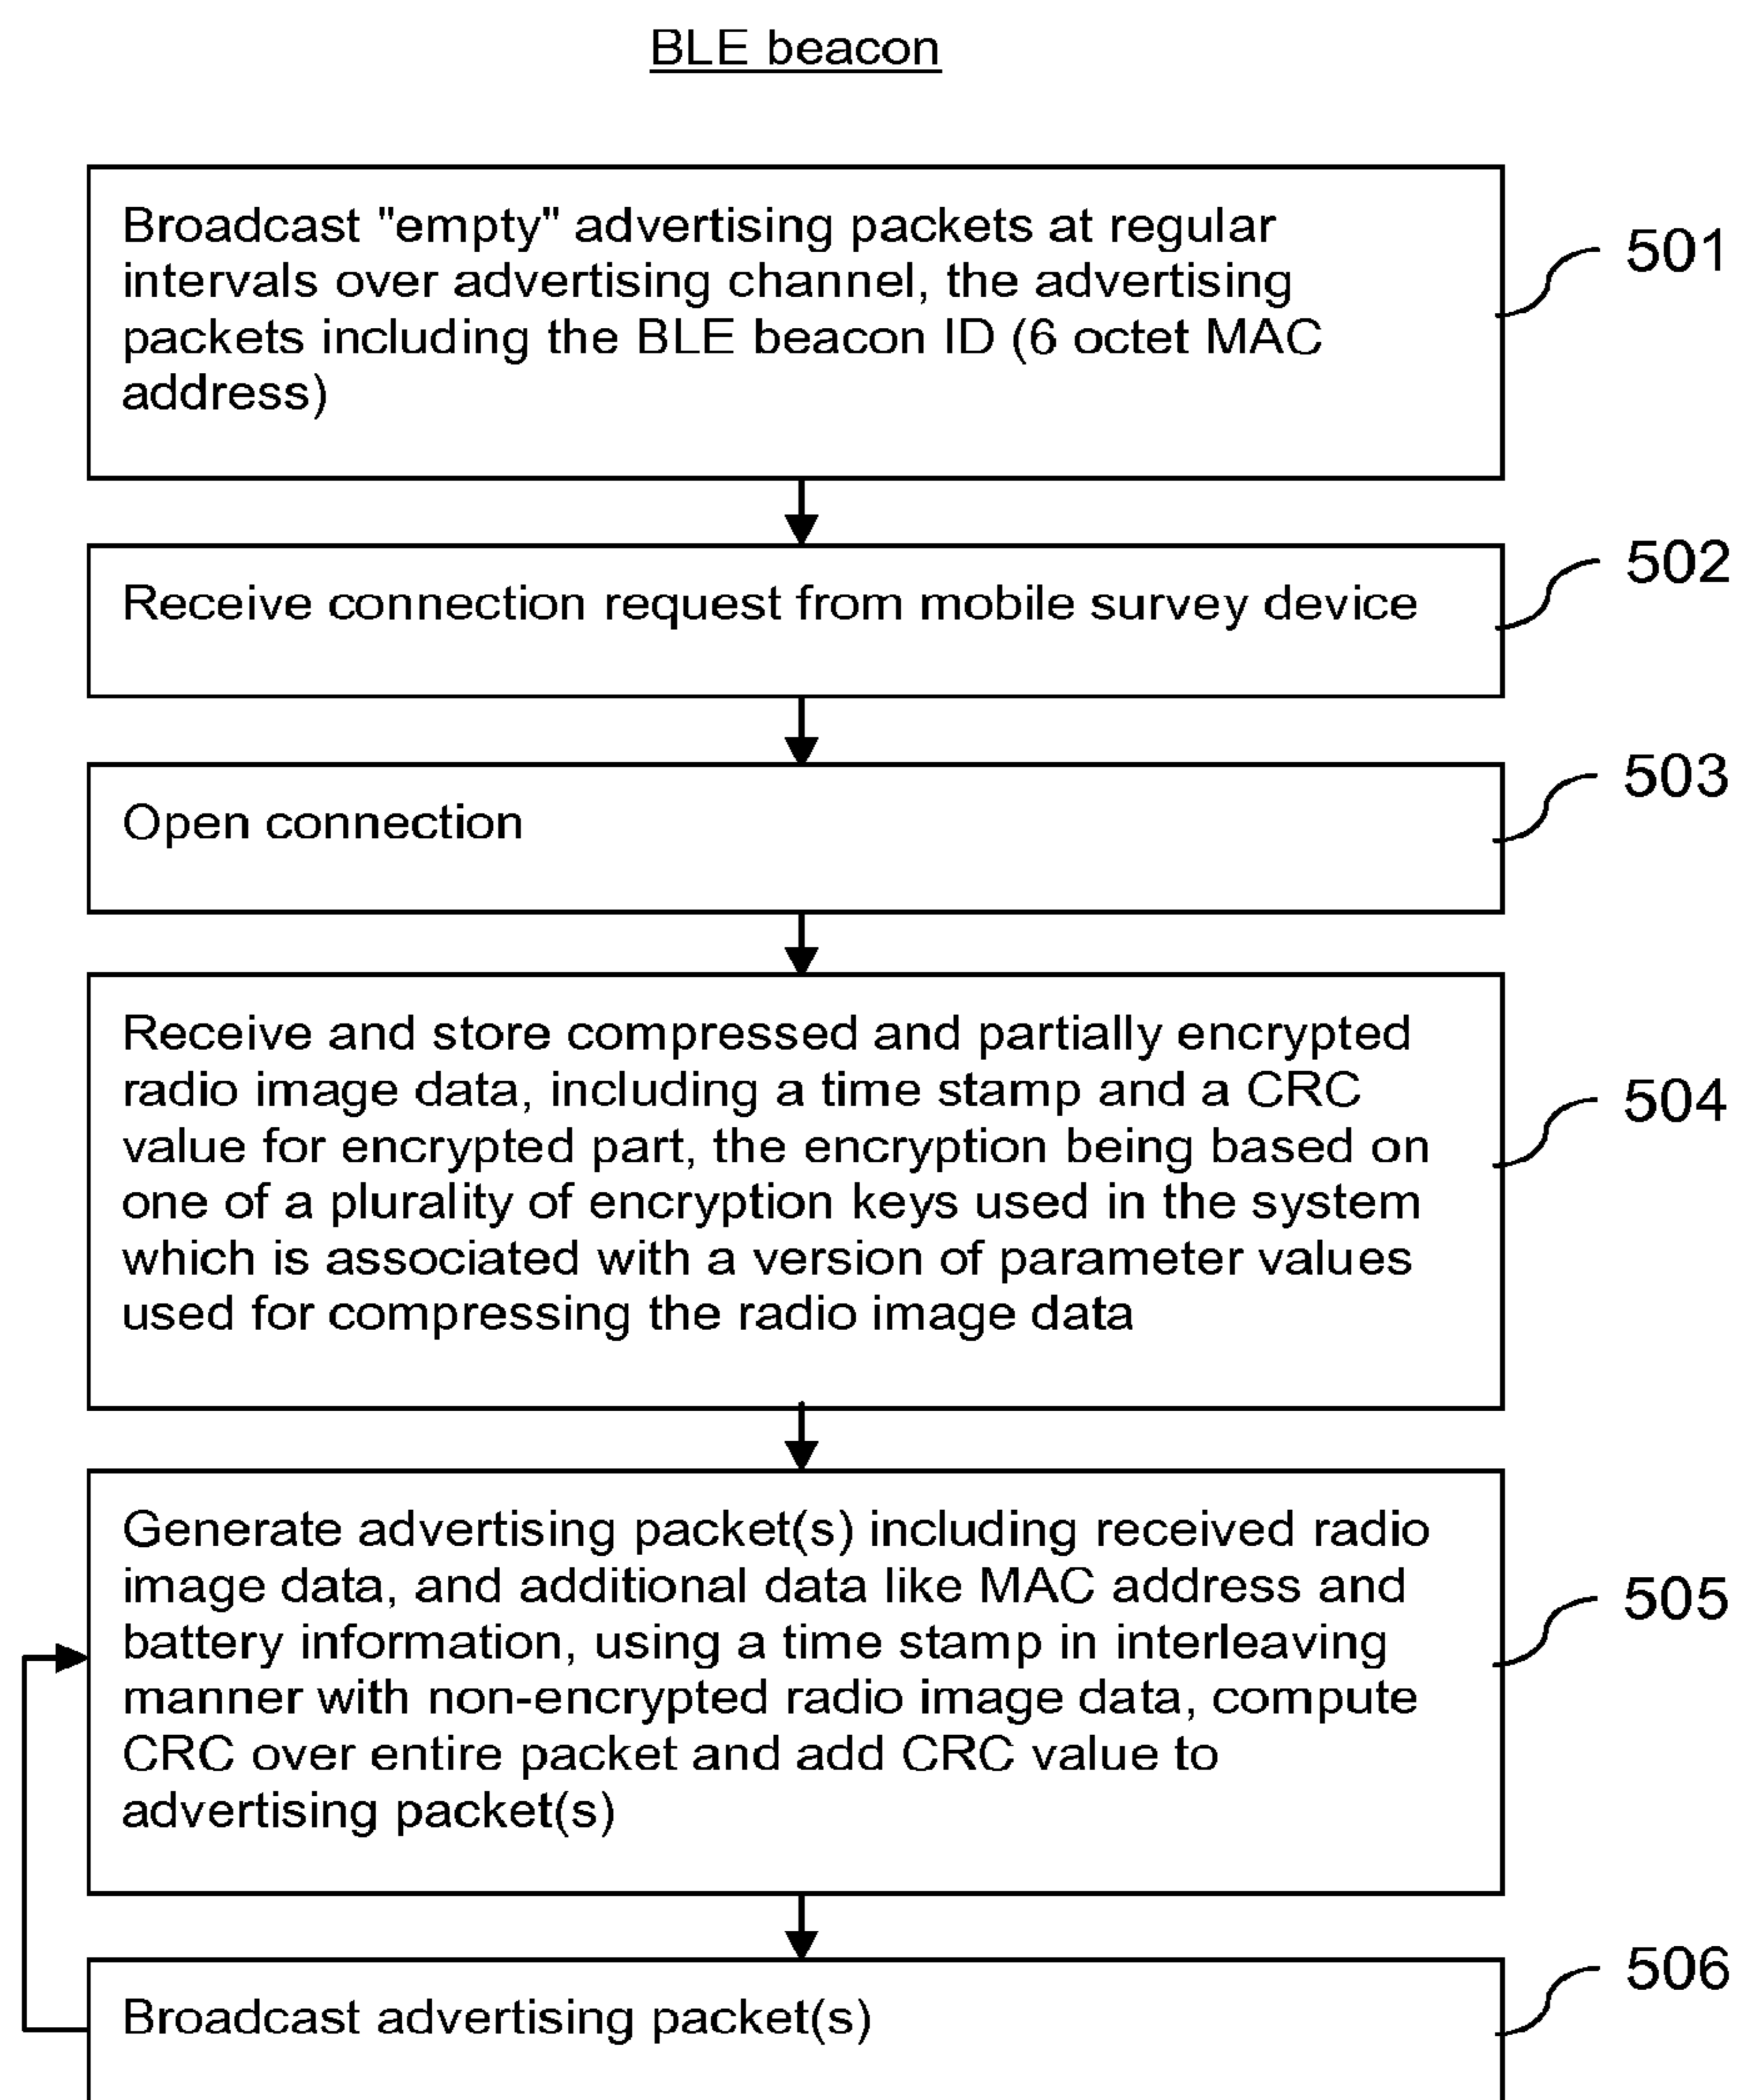 BLE beacon
Broadcast "empty" advertising packets at regular
intervals over advertising channel, the advertising
packets including the BLE beacon ID (6 octet MAC
address)
501
Receive connection request from mobile survey device
502
Open connection
503
Receive and store compressed and partially encrypted
radio image data, including a time stamp and a CRC
value for encrypted part, the encryption being based on
one of a plurality of encryption keys used in the system
which is associated with a version of parameter values
used for compressing the radio image data
504
Generate advertising packet(s) including received radio
image data, and additional data like MAC address and
battery information, using a time stamp in interleaving
manner with non-encrypted radio image data, compute
CRC over entire packet and add CRC value to
advertising packet(s)
505
Broadcast advertising packet(s)
506